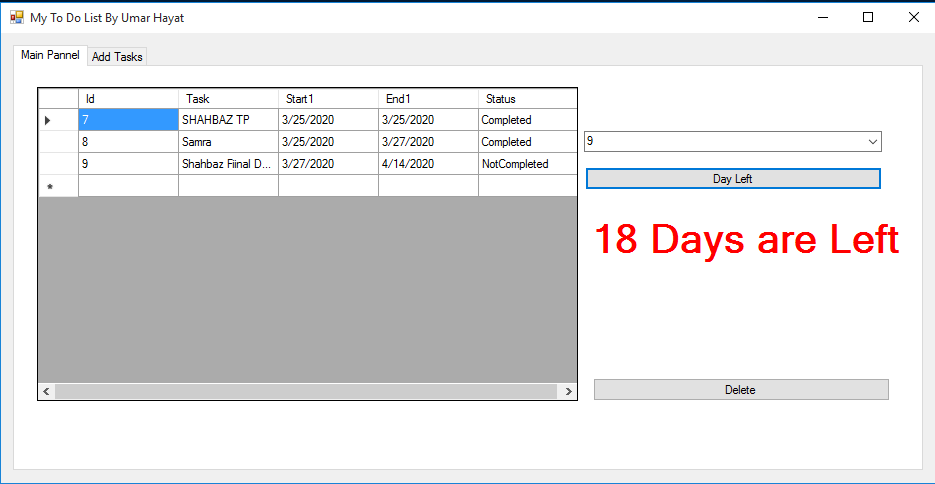 My To Do List By Umar Hayat
Main Pannel Add Tasks
Id Task Start1 End1 Status
7 SHAHBAZ TP 3/25/2020 3/25/2020 Completed
8 Samra 3/25/2020 3/27/2020 Completed
9 Shahbaz Fiinal D... 3/27/2020 4/14/2020 NotCompleted
9
Day Left
18 Days are Left
Delete